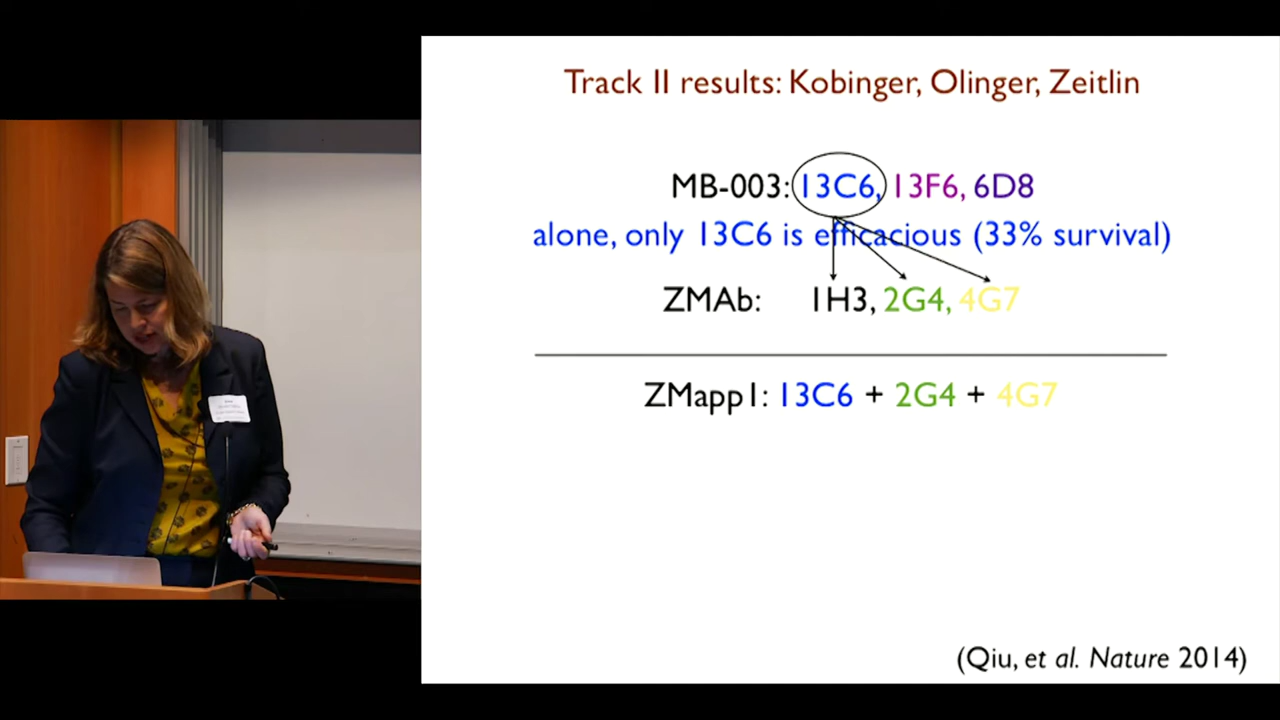 Track II results: Kobinger, Olinger, Zeitlin
MB-003: 13C6, 13F6, 6D8
alone, only 13C6 is efficacious (33% survival)
ZMAb: 1H3, 2G4, 4G7
ZMapp1: 13C6 + 2G4 + 4G7
(Qiu, et al. Nature 2014)